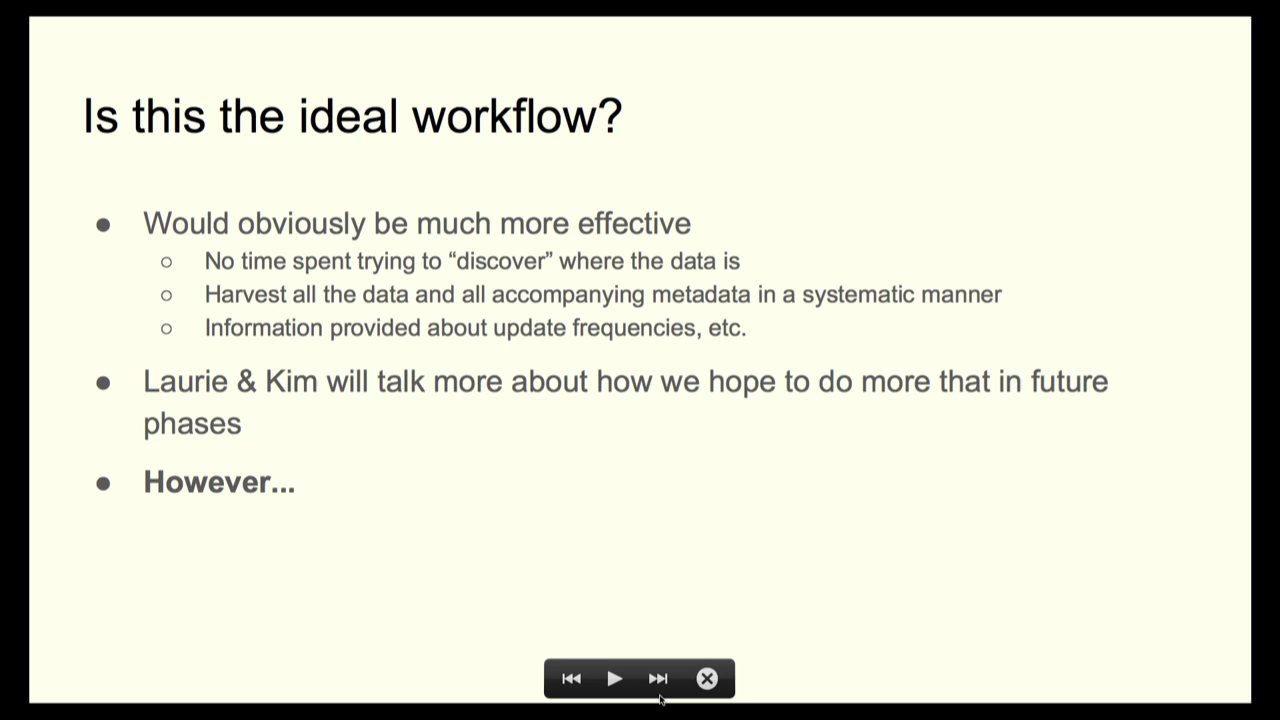 Is this the ideal workflow?
● Would obviously be much more effective
○ No time spent trying to “discover” where the data is
○ Harvest all the data and all accompanying metadata in a systematic manner
○ Information provided about update frequencies, etc.
● Laurie & Kim will talk more about how we hope to do more that in future
phases
● However...